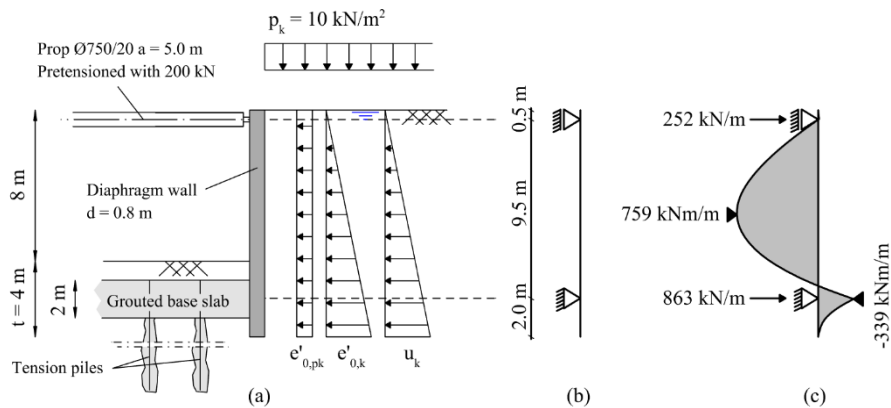 pₖ = 10 kN/m²
Prop Ø750/20 a = 5.0 m
Pretensioned with 200 kN
8 m
Diaphragm wall
d = 0.8 m
t = 4 m
2 m
Grouted base slab
Tension piles
e'₀,ₚₖ
e'₀,ₖ
uₖ
(a)
0.5 m
9.5 m
2.0 m
(b)
252 kN/m
759 kNm/m
863 kN/m
-339 kNm/m
(c)